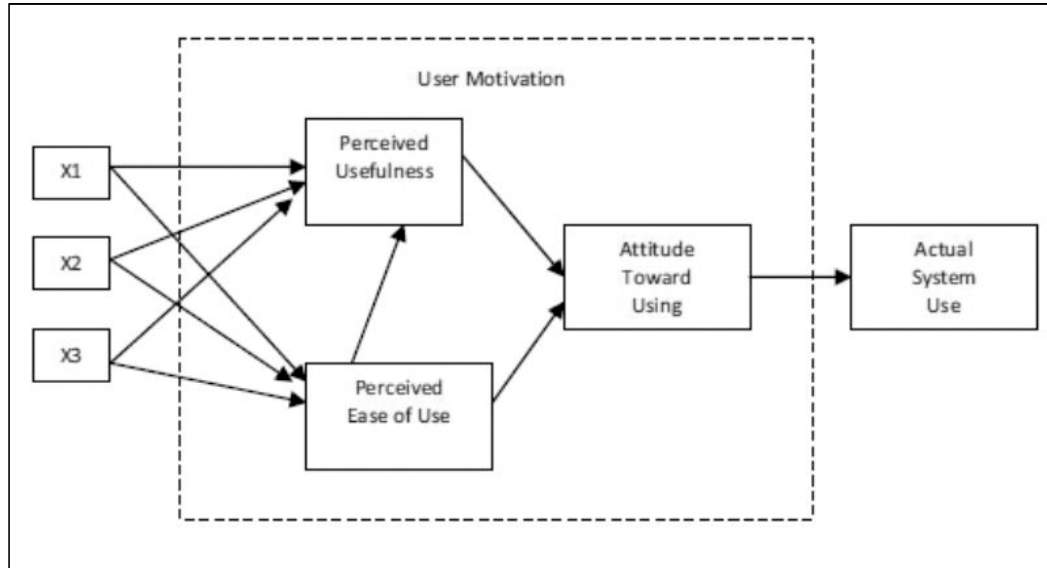 User Motivation
Perceived
Usefulness
X1
X2
X3
Attitude
Toward
Using
Actual
System
Use
Perceived
Ease of Use